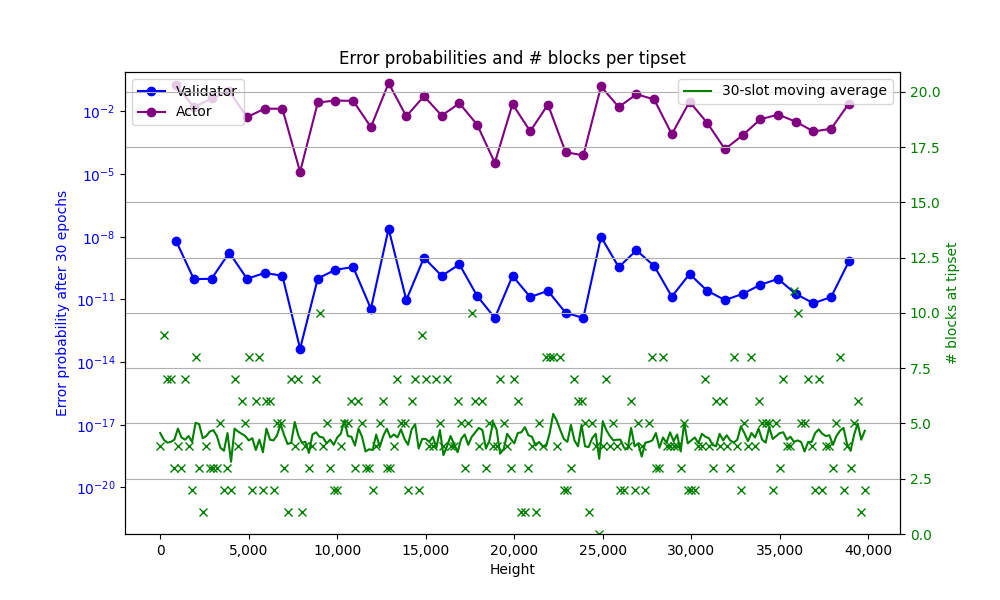 Error probabilities and # blocks per tipset
Validator
Actor
30-slot moving average
10⁻²
10⁻⁵
10⁻⁸
10⁻¹¹
10⁻¹⁴
10⁻¹⁷
10⁻²⁰
Error probability after 30 epochs
20.0
17.5
15.0
12.5
10.0
7.5
5.0
2.5
0.0
# blocks at tipset
0 5,000 10,000 15,000 20,000 25,000 30,000 35,000 40,000
Height